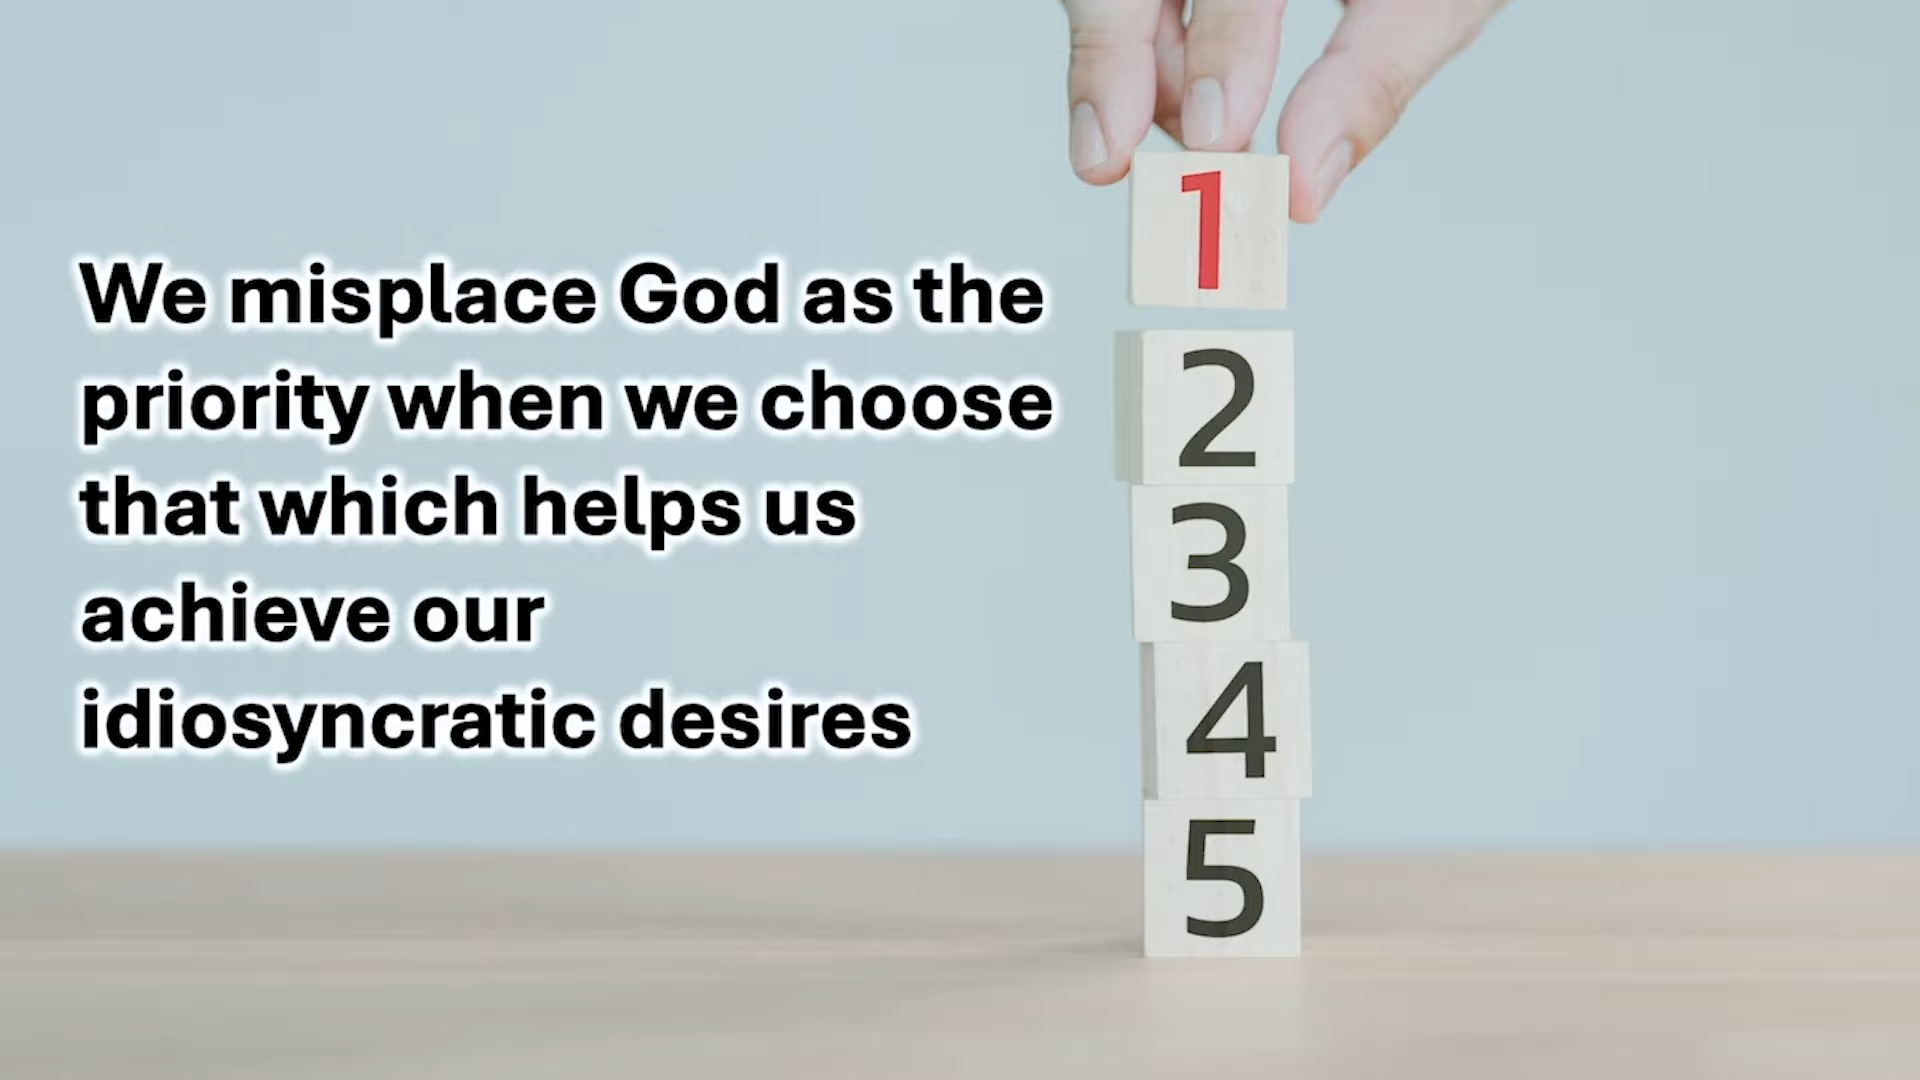 We misplace God as the
priority when we choose
that which helps us
achieve our
idiosyncratic desires
1
2
3
4
5